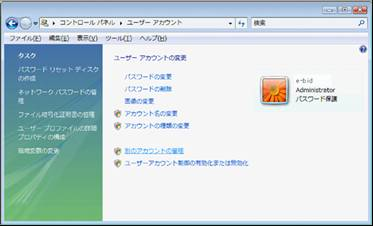 コントロール パネル ▸ ユーザー アカウント
検索
ファイル(F) 編集(E) 表示(V) ツール(T) ヘルプ(H)
タスク
パスワード リセット ディスクの作成
ネットワーク パスワードの管理
ファイル暗号化証明書の管理
ユーザー プロファイルの詳細プロパティの構成
環境変数の変更
ユーザー アカウントの変更
パスワードの変更
パスワードの削除
画像の変更
アカウント名の変更
アカウントの種類の変更
別のアカウントの管理
ユーザーアカウント制御の有効化または無効化
e-bid
Administrator
パスワード保護